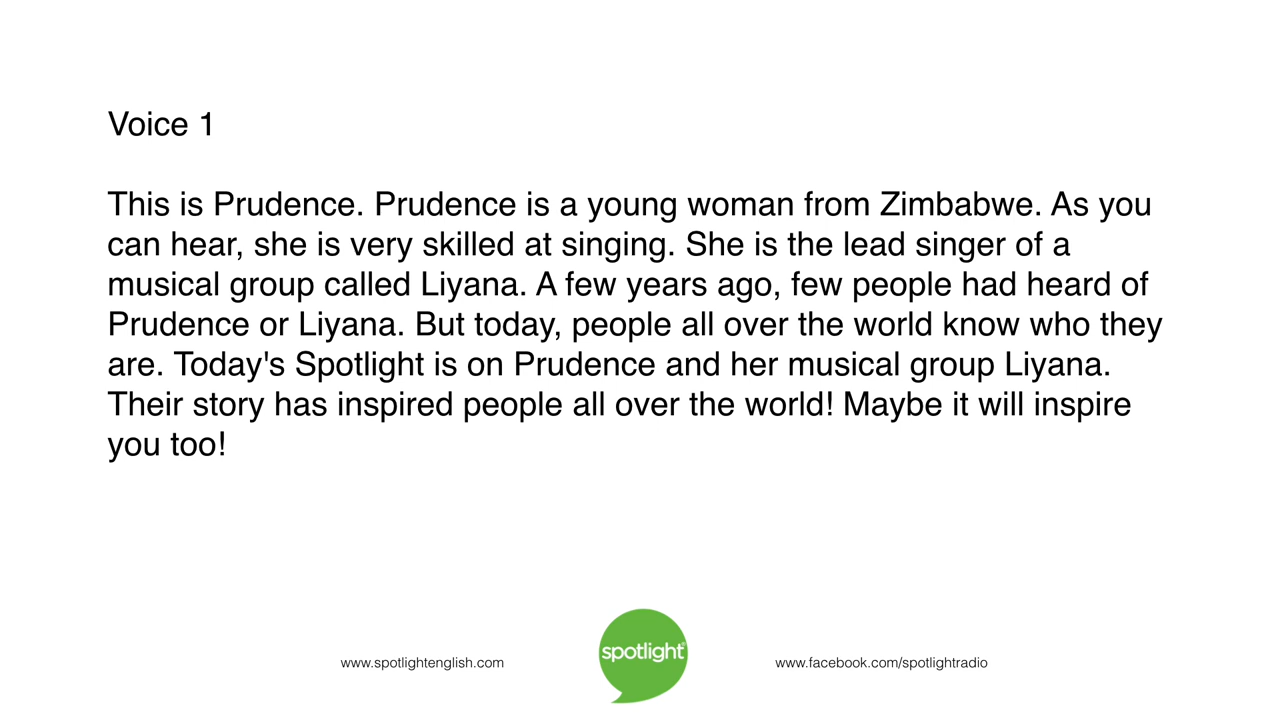 Voice 1
This is Prudence. Prudence is a young woman from Zimbabwe. As you
can hear, she is very skilled at singing. She is the lead singer of a
musical group called Liyana. A few years ago, few people had heard of
Prudence or Liyana. But today, people all over the world know who they
are. Today's Spotlight is on Prudence and her musical group Liyana.
Their story has inspired people all over the world! Maybe it will inspire
you too!
www.spotlightenglish.com
spotlight®
www.facebook.com/spotlightradio